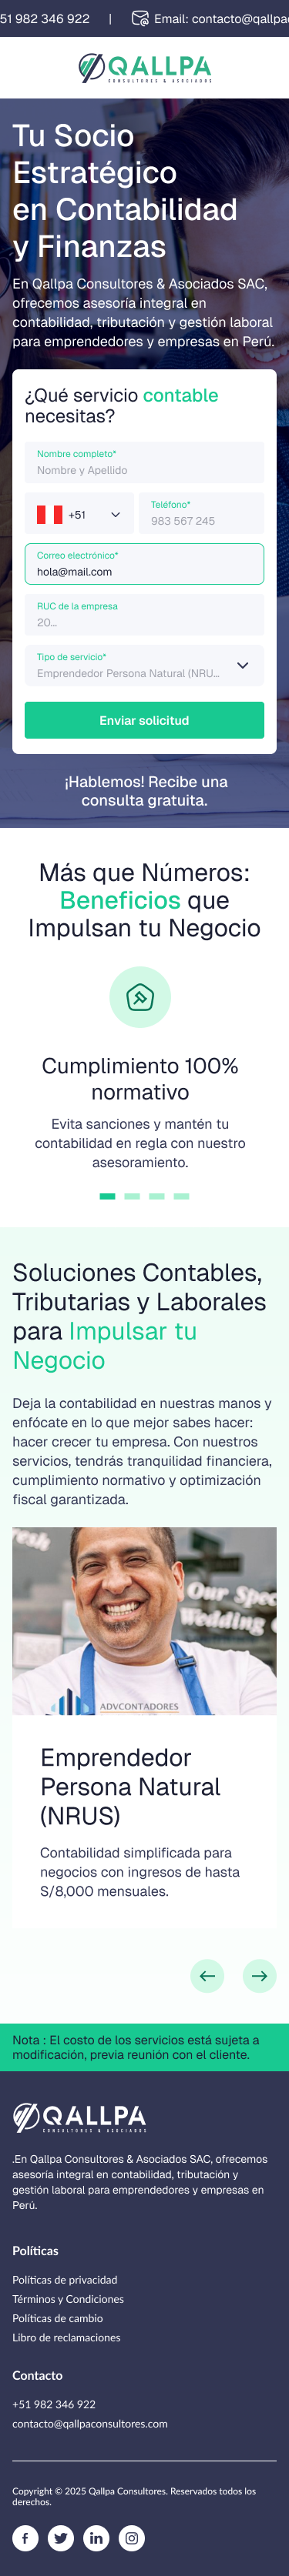 51 982 346 922 | Email: contacto@qallpac
QALLPA
CONSULTORES & ASOCIADOS
Tu Socio
Estratégico
en Contabilidad
y Finanzas
En Qallpa Consultores & Asociados SAC,
ofrecemos asesoría integral en
contabilidad, tributación y gestión laboral
para emprendedores y empresas en Perú.
¿Qué servicio contable
necesitas?
Nombre completo*
Nombre y Apellido
+51
Teléfono*
983 567 245
Correo electrónico*
hola@mail.com
RUC de la empresa
20...
Tipo de servicio*
Emprendedor Persona Natural (NRU...
Enviar solicitud
¡Hablemos! Recibe una
consulta gratuita.
Más que Números:
Beneficios que
Impulsan tu Negocio
Cumplimiento 100%
normativo
Evita sanciones y mantén tu
contabilidad en regla con nuestro
asesoramiento.
Soluciones Contables,
Tributarias y Laborales
para Impulsar tu
Negocio
Deja la contabilidad en nuestras manos y
enfócate en lo que mejor sabes hacer:
hacer crecer tu empresa. Con nuestros
servicios, tendrás tranquilidad financiera,
cumplimiento normativo y optimización
fiscal garantizada.
ADVCONTADORES
Emprendedor
Persona Natural
(NRUS)
Contabilidad simplificada para
negocios con ingresos de hasta
S/8,000 mensuales.
Nota : El costo de los servicios está sujeta a
modificación, previa reunión con el cliente.
QALLPA
CONSULTORES & ASOCIADOS
.En Qallpa Consultores & Asociados SAC, ofrecemos
asesoría integral en contabilidad, tributación y
gestión laboral para emprendedores y empresas en
Perú.
Políticas
Políticas de privacidad
Términos y Condiciones
Políticas de cambio
Libro de reclamaciones
Contacto
+51 982 346 922
contacto@qallpaconsultores.com
Copyright © 2025 Qallpa Consultores. Reservados todos los
derechos.